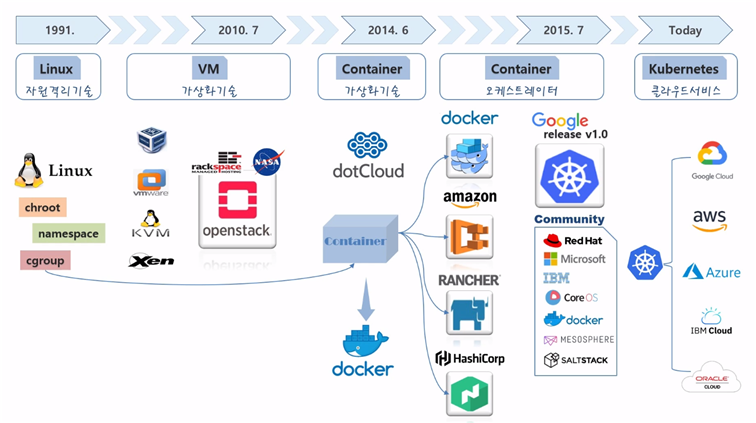 1991.
2010. 7
2014. 6
2015. 7
Today
Linux
자원격리기술
VM
가상화기술
Container
가상화기술
Container
오케스트레이터
Kubernetes
클라우드서비스
Linux
chroot
namespace
cgroup
vmware
KVM
Xen
rackspace
MANAGED HOSTING
NASA
openstack.
dotCloud
Container
docker
docker
amazon
RANCHER
HashiCorp
Google
release v1.0
Community
Red Hat
Microsoft
IBM
Core OS
docker
MESOSPHERE
SALTSTACK
Google Cloud
aws
Azure
IBM Cloud
ORACLE
CLOUD